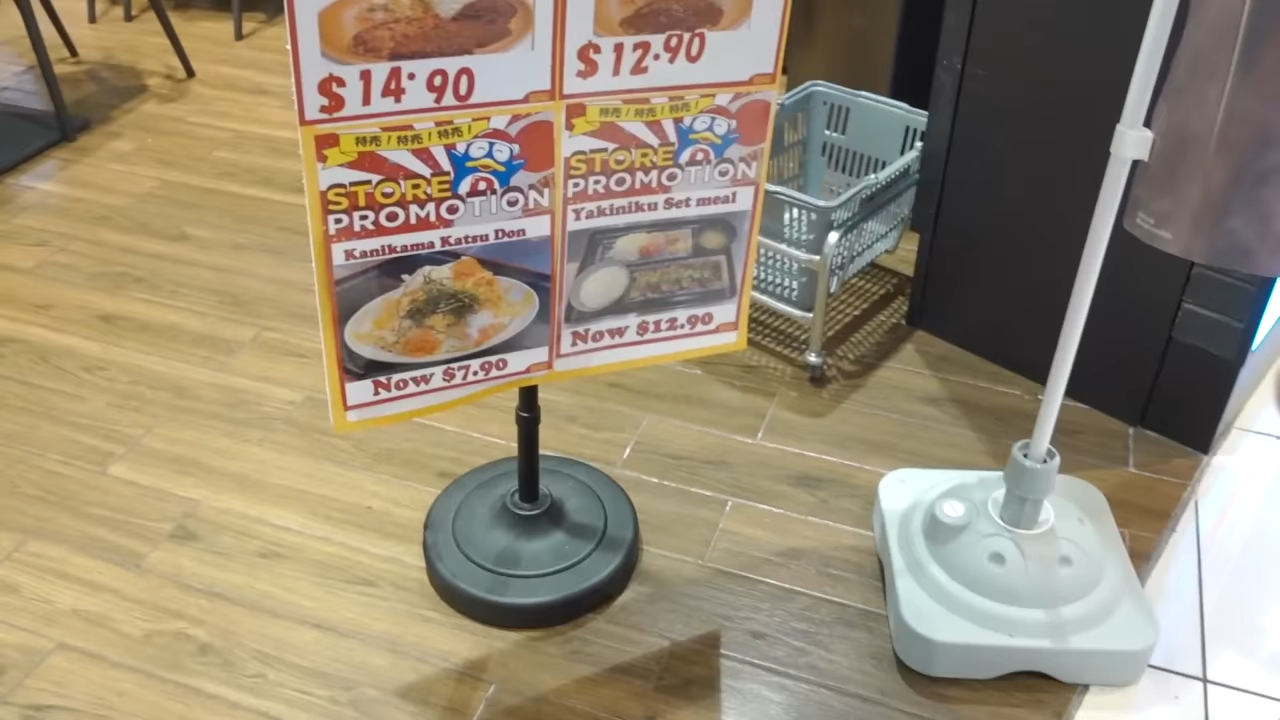 $14.90
$12.90
特売！特売！特売！
STORE
PROMOTION
Kanikama Katsu Don
Now $7.90
特売！特売！特売！
STORE
PROMOTION
Yakiniku Set meal
Now $12.90